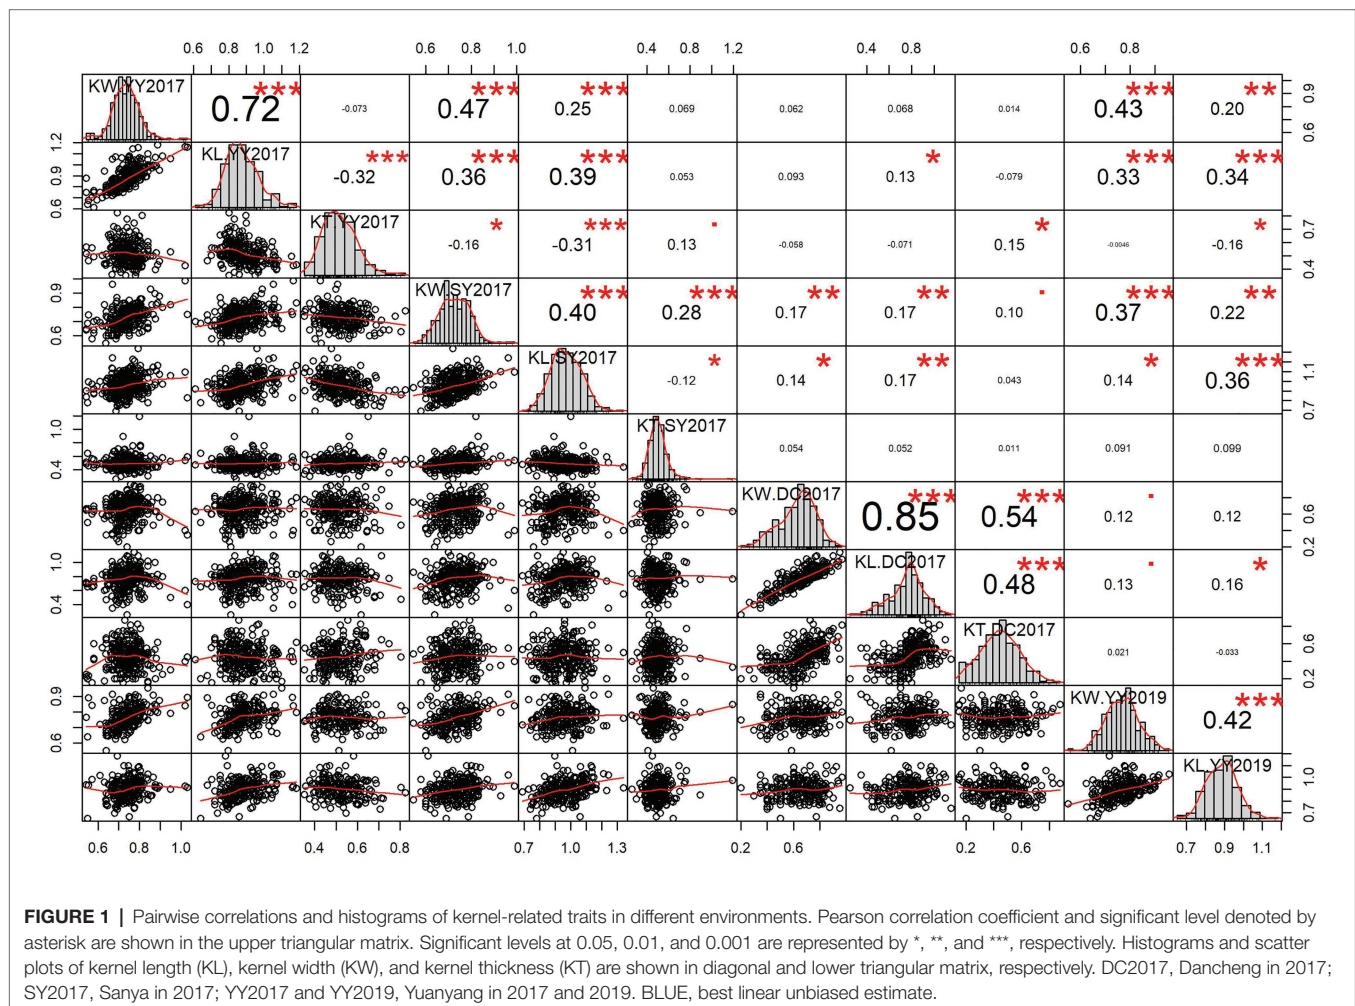 0.6 0.8 1.0 1.2 0.6 0.8 1.0 0.4 0.8 1.2 0.4 0.8 0.6 0.8
KW.YY2017 0.72 *** -0.073 0.47 *** 0.25 *** 0.069 0.062 0.068 0.014 0.43 *** 0.20 ** 0.6 0.9
0.6 0.9 1.2 KL.YY2017 -0.32 *** 0.36 *** 0.39 *** 0.053 0.093 0.13 * -0.079 0.33 *** 0.34 ***
KT.YY2017 -0.16 * -0.31 *** 0.13 . -0.058 -0.071 0.15 * -0.0046 -0.16 * 0.4 0.7
0.6 0.9 KW.SY2017 0.40 *** 0.28 *** 0.17 ** 0.17 ** 0.10 . 0.37 *** 0.22 **
KL.SY2017 -0.12 * 0.14 * 0.17 ** 0.043 0.14 * 0.36 *** 0.7 1.1
0.4 1.0 KT.SY2017 0.054 0.052 0.011 0.091 0.099
KW.DC2017 0.85 *** 0.54 *** 0.12 . 0.12 0.2 0.6
0.4 1.0 KL.DC2017 0.48 *** 0.13 . 0.16 *
KT.DC2017 0.021 -0.033 0.2 0.6
0.6 0.9 KW.YY2019 0.42 ***
KL.YY2019 0.7 1.0
0.6 0.8 1.0 0.4 0.6 0.8 0.7 1.0 1.3 0.2 0.6 0.2 0.6 0.7 0.9 1.1
FIGURE 1 | Pairwise correlations and histograms of kernel-related traits in different environments. Pearson correlation coefficient and significant level denoted by
asterisk are shown in the upper triangular matrix. Significant levels at 0.05, 0.01, and 0.001 are represented by *, **, and ***, respectively. Histograms and scatter
plots of kernel length (KL), kernel width (KW), and kernel thickness (KT) are shown in diagonal and lower triangular matrix, respectively. DC2017, Dancheng in 2017;
SY2017, Sanya in 2017; YY2017 and YY2019, Yuanyang in 2017 and 2019. BLUE, best linear unbiased estimate.